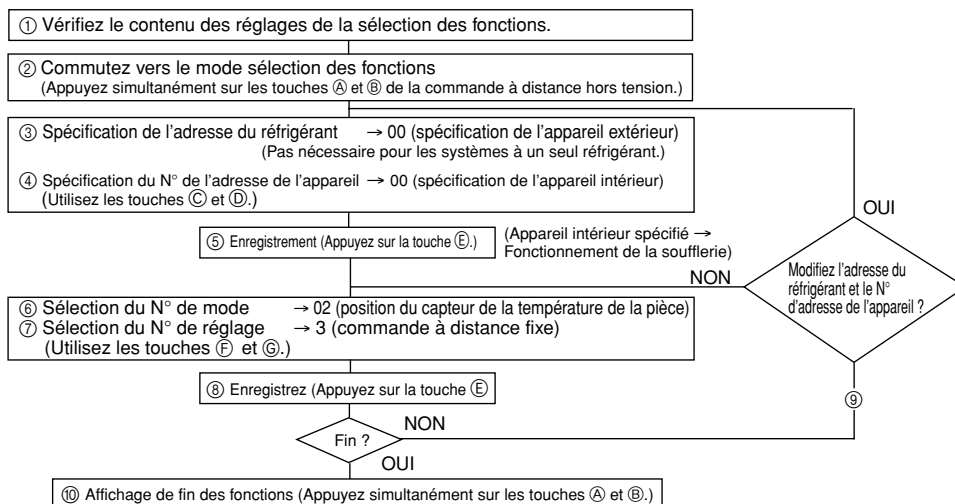 ① Vérifiez le contenu des réglages de la sélection des fonctions.
② Commutez vers le mode sélection des fonctions
(Appuyez simultanément sur les touches Ⓐ et Ⓑ de la commande à distance hors tension.)
③ Spécification de l'adresse du réfrigérant → 00 (spécification de l'appareil extérieur)
(Pas nécessaire pour les systèmes à un seul réfrigérant.)
④ Spécification du N° de l'adresse de l'appareil → 00 (spécification de l'appareil intérieur)
(Utilisez les touches Ⓒ et Ⓓ.)
OUI
⑤ Enregistrement (Appuyez sur la touche Ⓔ.)
(Appareil intérieur spécifié →
Fonctionnement de la soufflerie)
NON
Modifiez l'adresse du
réfrigérant et le N°
d'adresse de l'appareil ?
⑥ Sélection du N° de mode → 02 (position du capteur de la température de la pièce)
⑦ Sélection du N° de réglage → 3 (commande à distance fixe)
(Utilisez les touches Ⓕ et Ⓖ.)
⑧ Enregistrez (Appuyez sur la touche Ⓔ
⑨
Fin ?
NON
OUI
⑩ Affichage de fin des fonctions (Appuyez simultanément sur les touches Ⓐ et Ⓑ.)